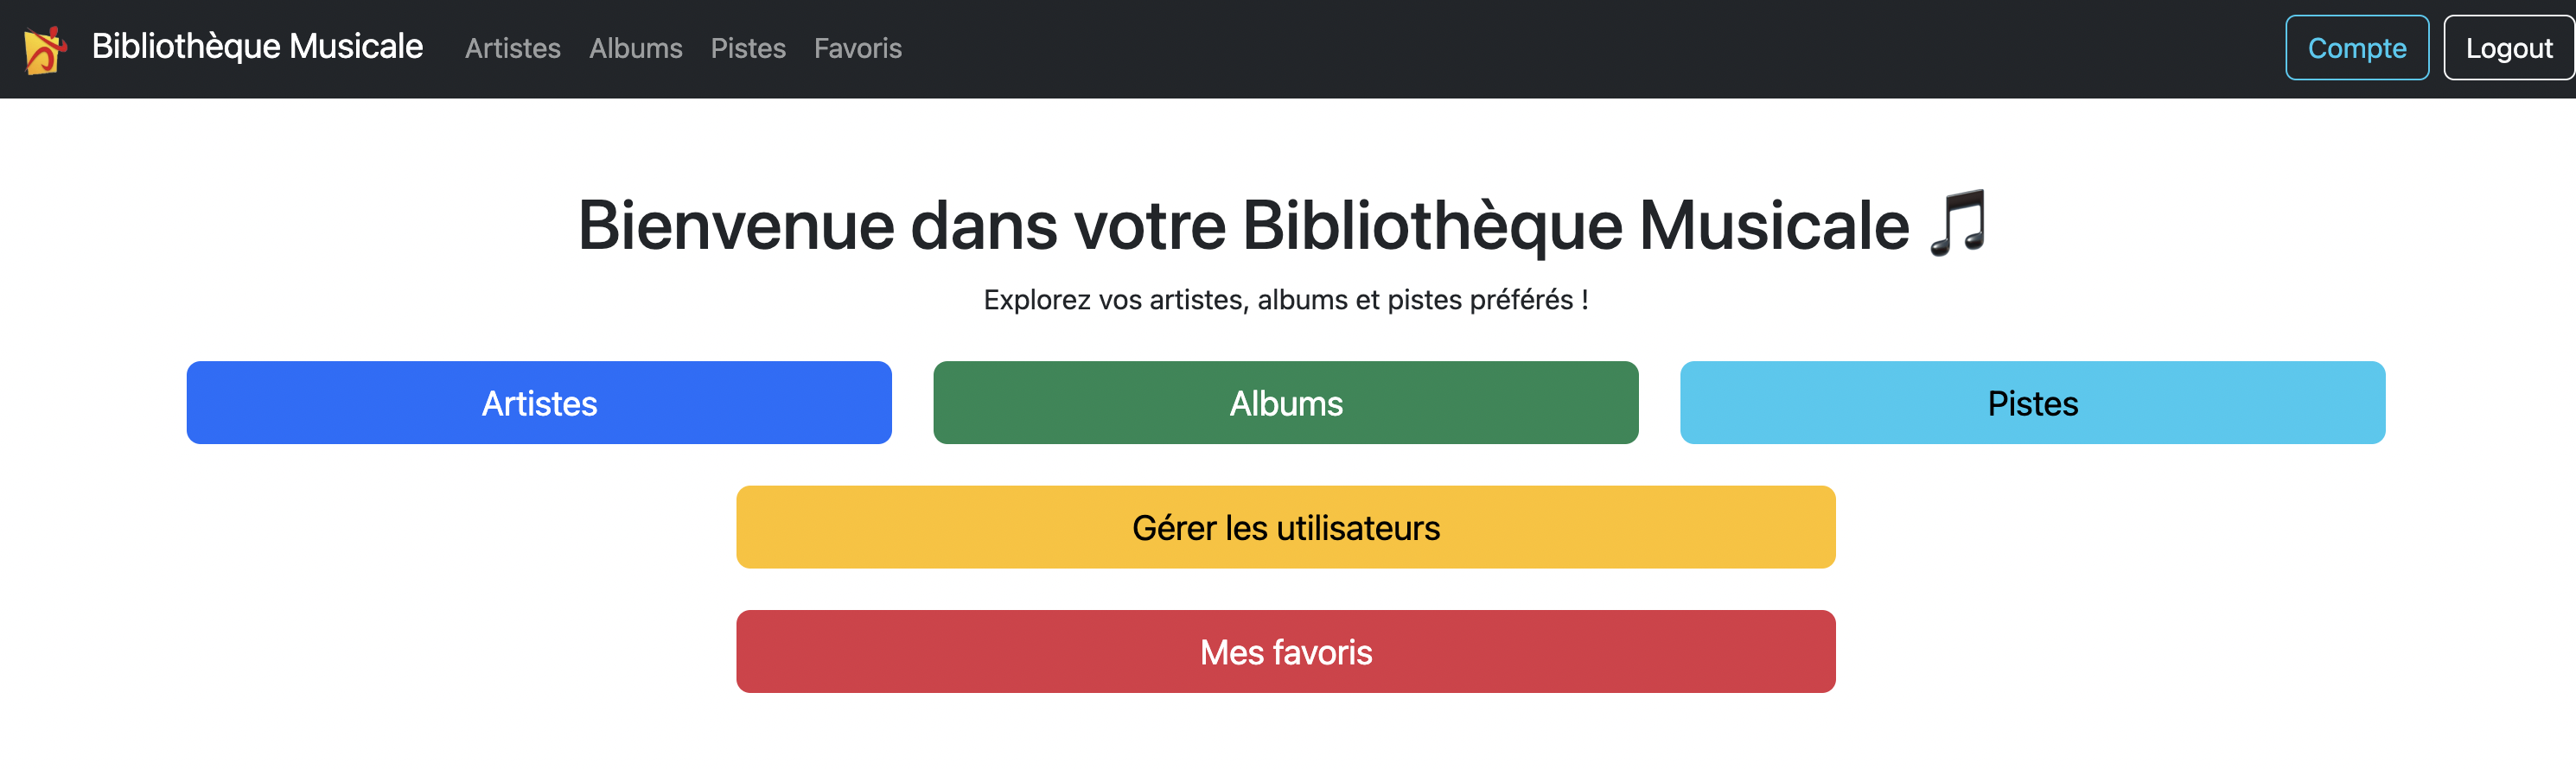 Bibliothèque Musicale Artistes Albums Pistes Favoris Compte Logout
Bienvenue dans votre Bibliothèque Musicale 🎵
Explorez vos artistes, albums et pistes préférés !
Artistes Albums Pistes
Gérer les utilisateurs
Mes favoris